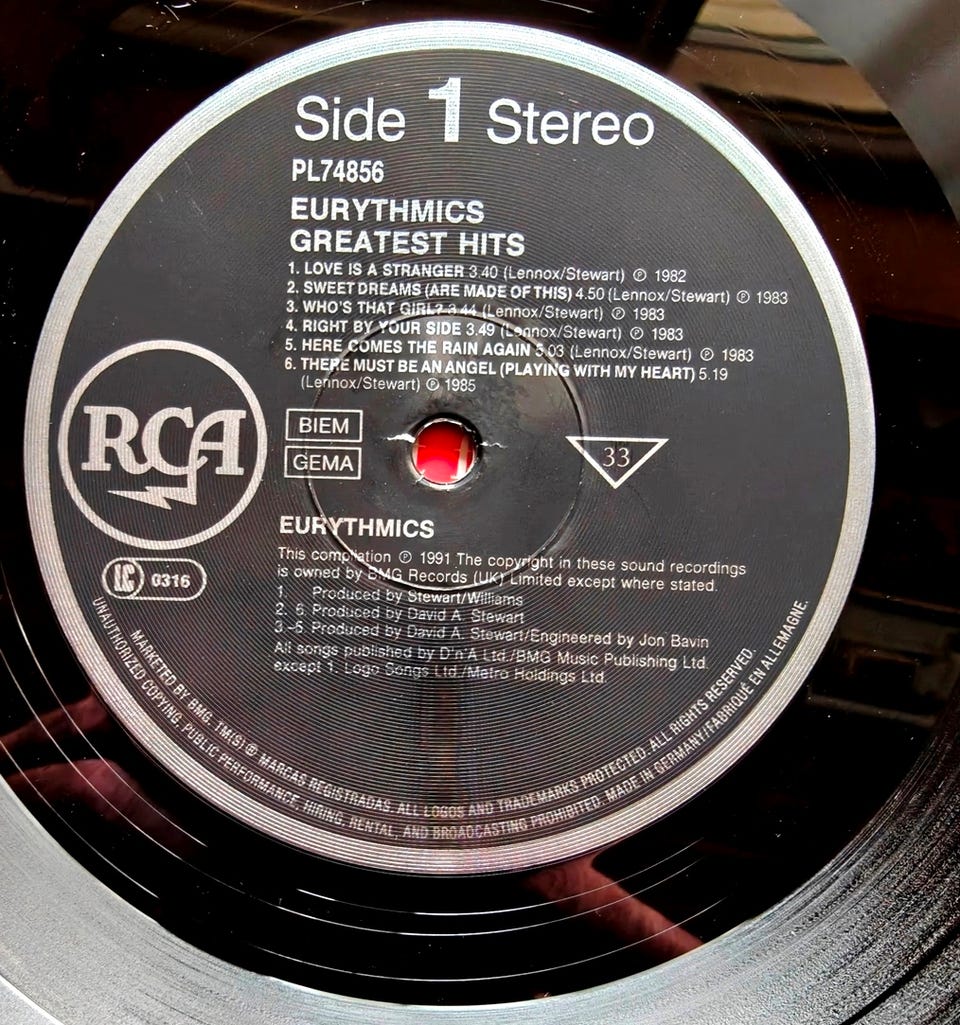 Side 1 Stereo
PL74856
EURYTHMICS
GREATEST HITS
1. LOVE IS A STRANGER 3.40 (Lennox/Stewart) ℗ 1982
2. SWEET DREAMS (ARE MADE OF THIS) 4.50 (Lennox/Stewart) ℗ 1983
3. WHO'S THAT GIRL? 3.44 (Lennox/Stewart) ℗ 1983
4. RIGHT BY YOUR SIDE 3.49 (Lennox/Stewart) ℗ 1983
5. HERE COMES THE RAIN AGAIN 5.03 (Lennox/Stewart) ℗ 1983
6. THERE MUST BE AN ANGEL (PLAYING WITH MY HEART) 5.19
(Lennox/Stewart) ℗ 1985
RCA
BIEM
GEMA
33
LC 0316
EURYTHMICS
This compilation ℗ 1991 The copyright in these sound recordings
is owned by BMG Records (UK) Limited except where stated.
1. Produced by Stewart/Williams
2. 6. Produced by David A. Stewart
3.-5. Produced by David A. Stewart/Engineered by Jon Bavin
All songs published by D'n'A Ltd./BMG Music Publishing Ltd.
except 1. Logo Songs Ltd./Metro Holdings Ltd.
MARKETED BY BMG. TM(S) ® MARCAS REGISTRADAS. ALL LOGOS AND TRADEMARKS PROTECTED. ALL RIGHTS RESERVED.
UNAUTHORIZED COPYING, PUBLIC PERFORMANCE, HIRING, RENTAL, AND BROADCASTING PROHIBITED. MADE IN GERMANY/FABRIQUÉ EN ALLEMAGNE.